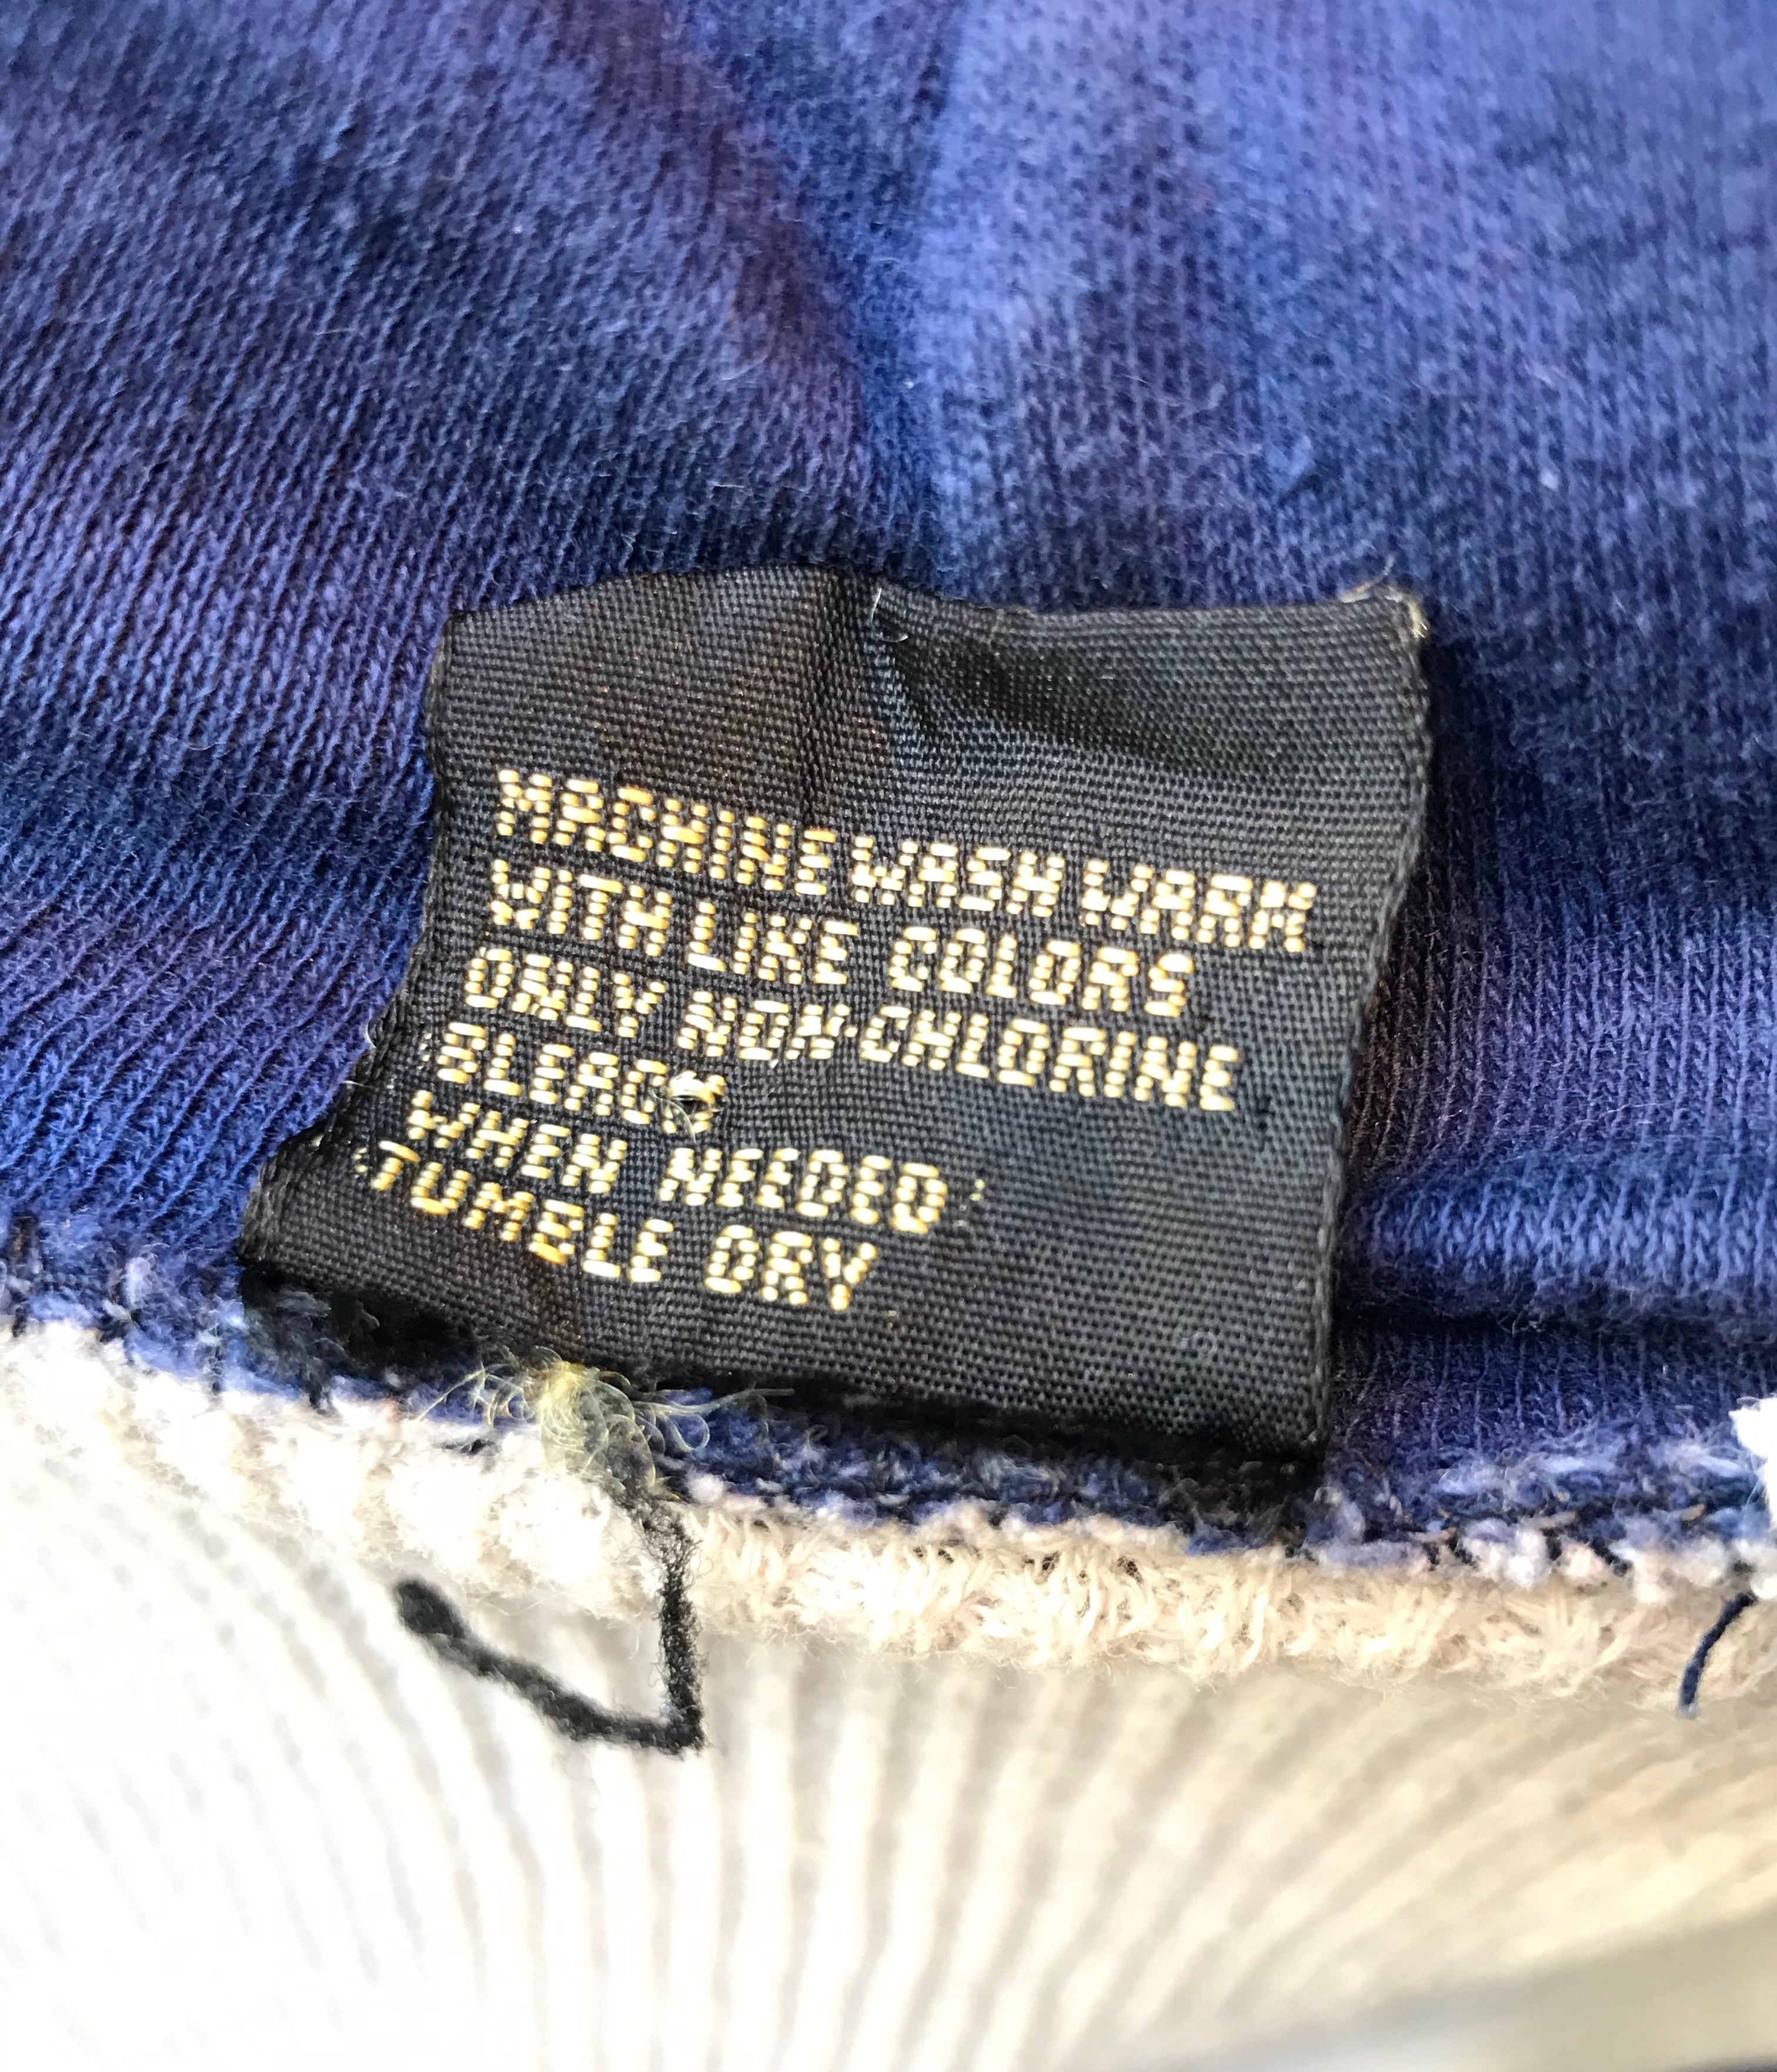 MACHINE WASH WARM
WITH LIKE COLORS
ONLY NON-CHLORINE
BLEACH
WHEN NEEDED
TUMBLE DRY